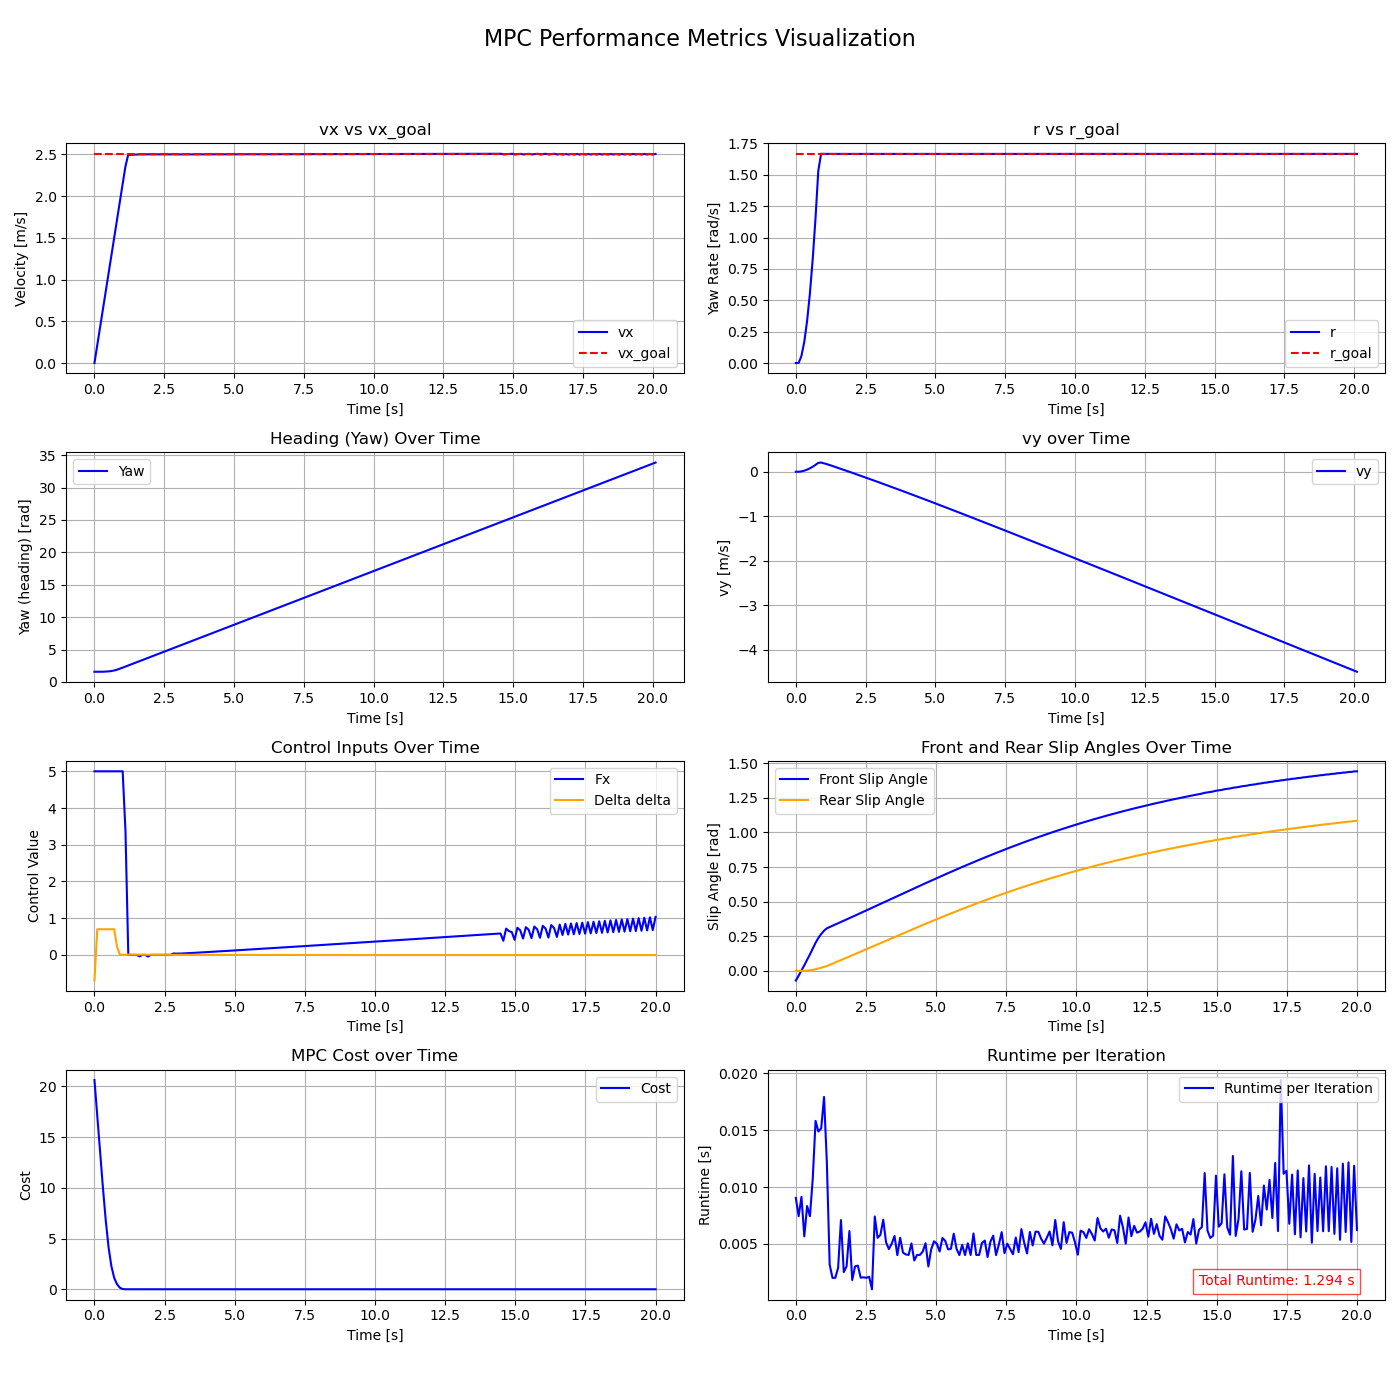 MPC Performance Metrics Visualization
vx vs vx_goal
Velocity [m/s]
2.5
2.0
1.5
1.0
0.5
0.0
vx
vx_goal
0.0 2.5 5.0 7.5 10.0 12.5 15.0 17.5 20.0
Time [s]
r vs r_goal
Yaw Rate [rad/s]
1.75
1.50
1.25
1.00
0.75
0.50
0.25
0.00
r
r_goal
0.0 2.5 5.0 7.5 10.0 12.5 15.0 17.5 20.0
Time [s]
Heading (Yaw) Over Time
Yaw (heading) [rad]
35
30
25
20
15
10
5
0
Yaw
0.0 2.5 5.0 7.5 10.0 12.5 15.0 17.5 20.0
Time [s]
vy over Time
vy [m/s]
0
−1
−2
−3
−4
vy
0.0 2.5 5.0 7.5 10.0 12.5 15.0 17.5 20.0
Time [s]
Control Inputs Over Time
Control Value
5
4
3
2
1
0
Fx
Delta delta
0.0 2.5 5.0 7.5 10.0 12.5 15.0 17.5 20.0
Time [s]
Front and Rear Slip Angles Over Time
Slip Angle [rad]
1.50
1.25
1.00
0.75
0.50
0.25
0.00
Front Slip Angle
Rear Slip Angle
0.0 2.5 5.0 7.5 10.0 12.5 15.0 17.5 20.0
Time [s]
MPC Cost over Time
Cost
20
15
10
5
0
Cost
0.0 2.5 5.0 7.5 10.0 12.5 15.0 17.5 20.0
Time [s]
Runtime per Iteration
Runtime [s]
0.020
0.015
0.010
0.005
Runtime per Iteration
Total Runtime: 1.294 s
0.0 2.5 5.0 7.5 10.0 12.5 15.0 17.5 20.0
Time [s]